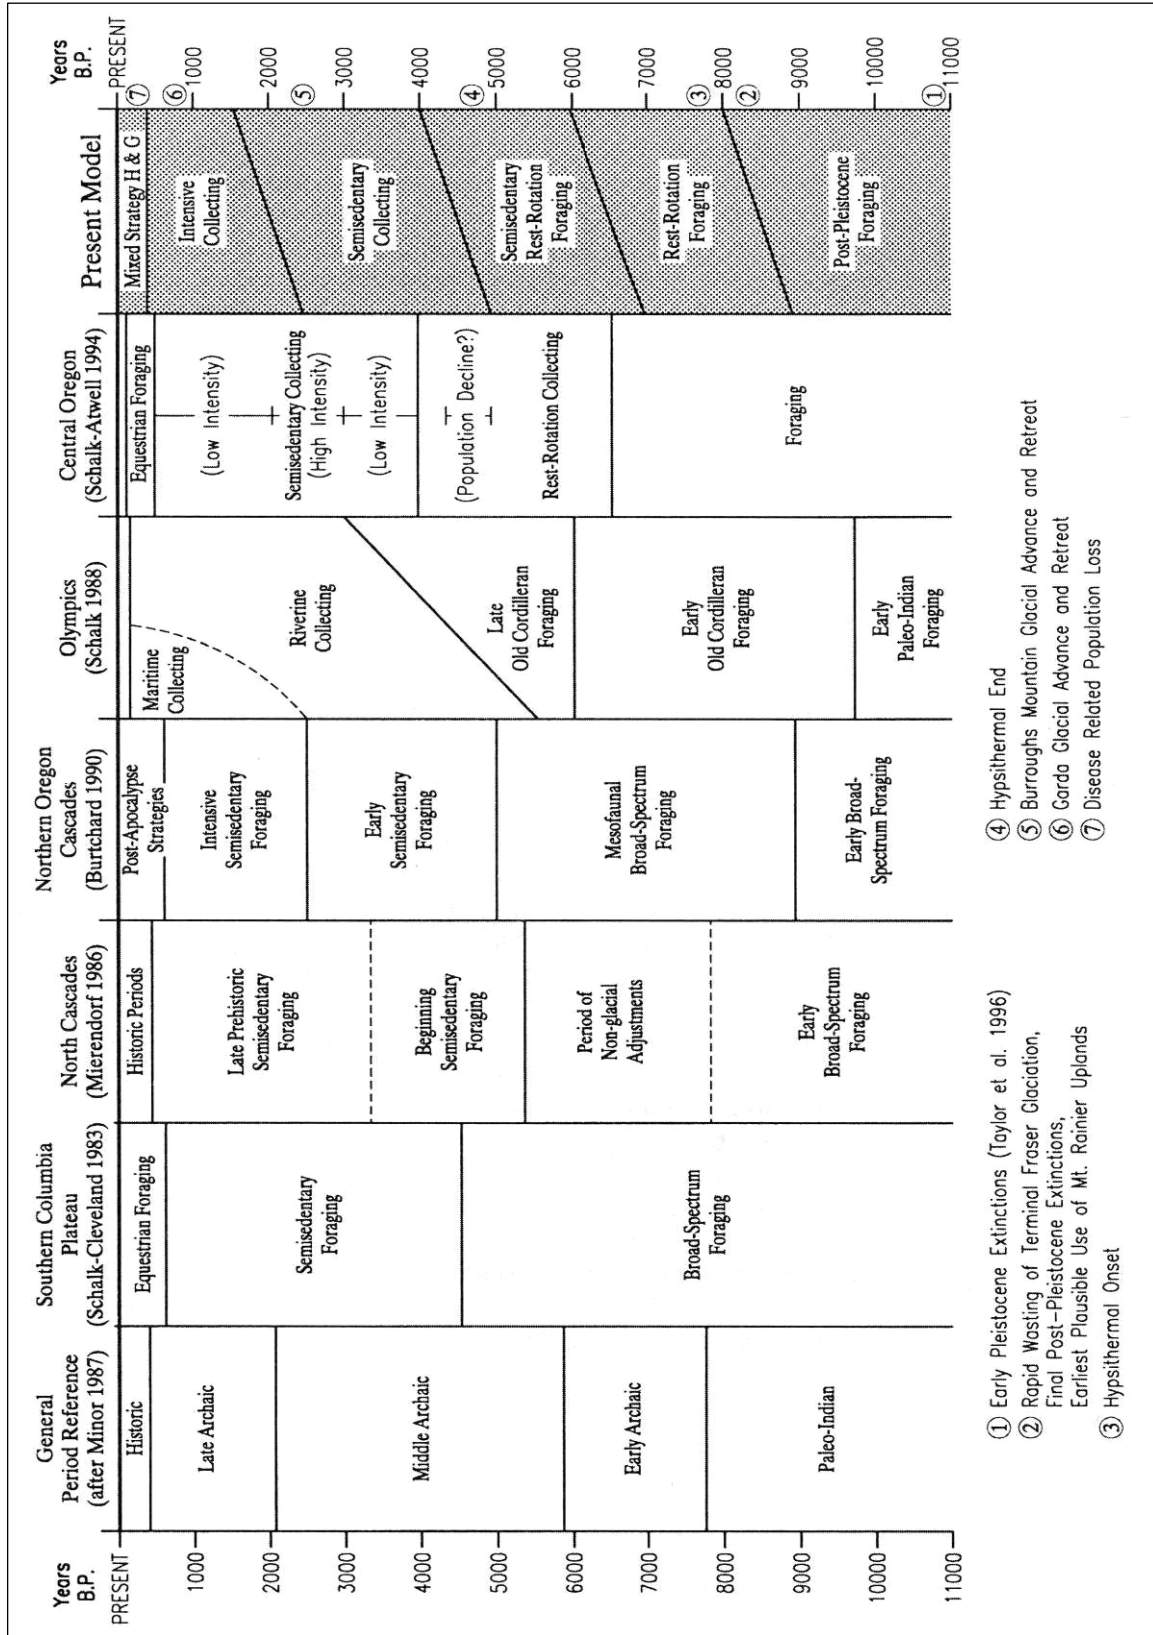 Years
B.P.
PRESENT
1000
2000
3000
4000
5000
6000
7000
8000
9000
10000
11000
General
Period Reference
(after Minor 1987)
Historic
Late Archaic
Middle Archaic
Early Archaic
Paleo-Indian
Southern Columbia
Plateau
(Schalk-Cleveland 1983)
Equestrian Foraging
Semisedentary
Foraging
Broad-Spectrum
Foraging
North Cascades
(Mierendorf 1986)
Historic Periods
Late Prehistoric
Semisedentary
Foraging
Beginning
Semisedentary
Foraging
Period of
Non-glacial
Adjustments
Early
Broad-Spectrum
Foraging
Northern Oregon
Cascades
(Burtchard 1990)
Post-Apocalypse
Strategies
Intensive
Semisedentary
Foraging
Early
Semisedentary
Foraging
Mesofaunal
Broad-Spectrum
Foraging
Early Broad-
Spectrum Foraging
Olympics
(Schalk 1988)
Maritime
Collecting
Riverine
Collecting
Late
Old Cordilleran
Foraging
Early
Old Cordilleran
Foraging
Early
Paleo-Indian
Foraging
Central Oregon
(Schalk-Atwell 1994)
Equestrian Foraging
(Low Intensity)
Semisedentary Collecting
(High Intensity)
(Low Intensity)
(Population Decline?)
Rest-Rotation Collecting
Foraging
Present Model
Mixed Strategy H & G
Intensive
Collecting
Semisedentary
Collecting
Semisedentary
Rest-Rotation
Foraging
Rest-Rotation
Foraging
Post-Pleistocene
Foraging
Years
B.P.
PRESENT
⑦
⑥
1000
2000
⑤
3000
4000
④
5000
6000
7000
③
8000
②
9000
10000
①
11000
① Early Pleistocene Extinctions (Taylor et al. 1996)
② Rapid Wasting of Terminal Fraser Glaciation,
Final Post-Pleistocene Extinctions,
Earliest Plausible Use of Mt. Rainier Uplands
③ Hypsithermal Onset
④ Hypsithermal End
⑤ Burroughs Mountain Glacial Advance and Retreat
⑥ Garda Glacial Advance and Retreat
⑦ Disease Related Population Loss